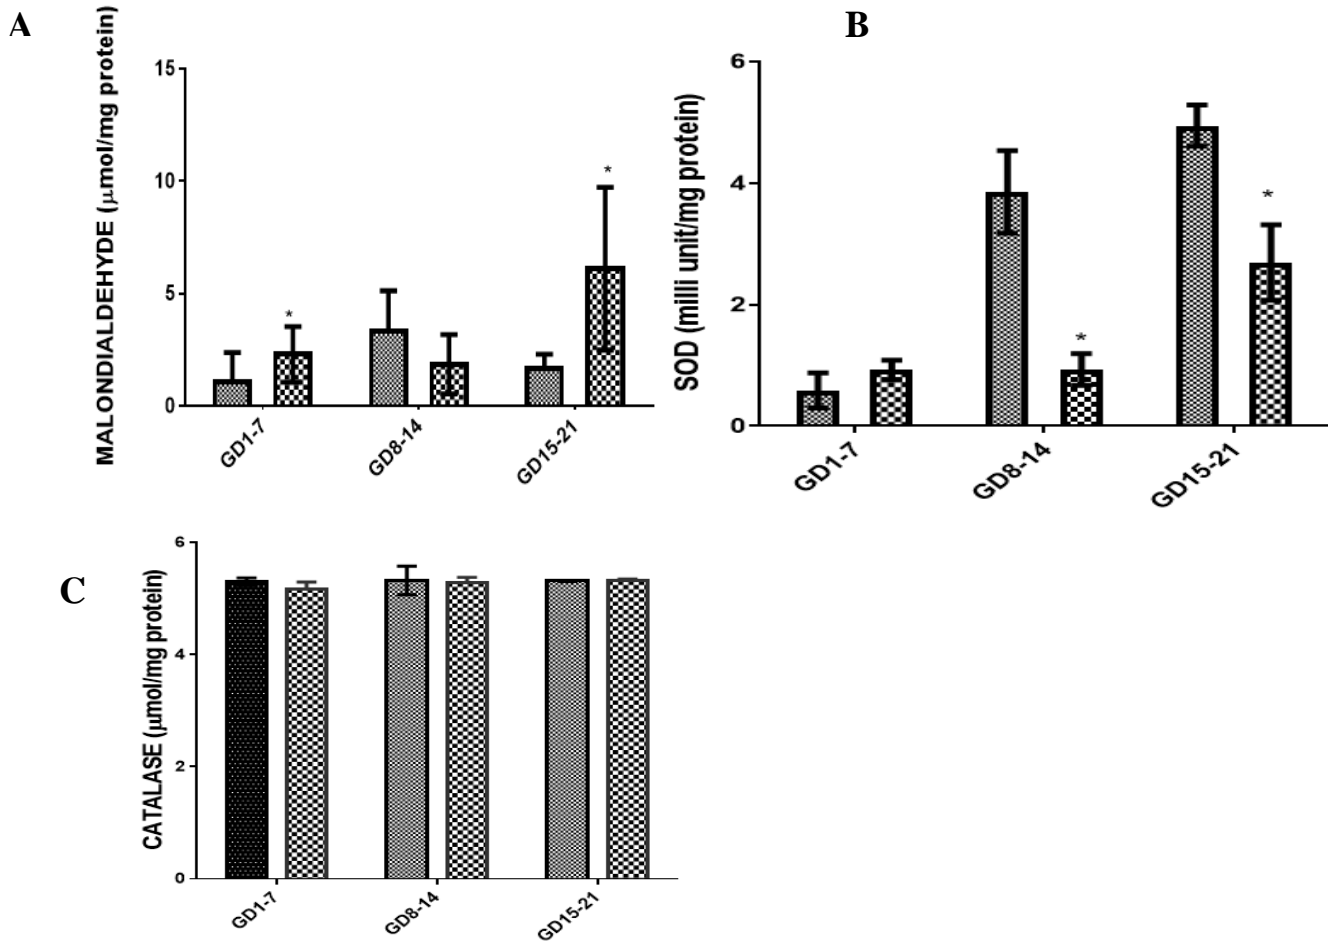 A
MALONDIALDEHYDE (μmol/mg protein)
15
10
5
0
*
*
GD1-7
GD8-14
GD15-21
B
SOD (milli unit/mg protein)
6
4
2
0
*
*
GD1-7
GD8-14
GD15-21
C
CATALASE (μmol/mg protein)
6
4
2
0
GD1-7
GD8-14
GD15-21